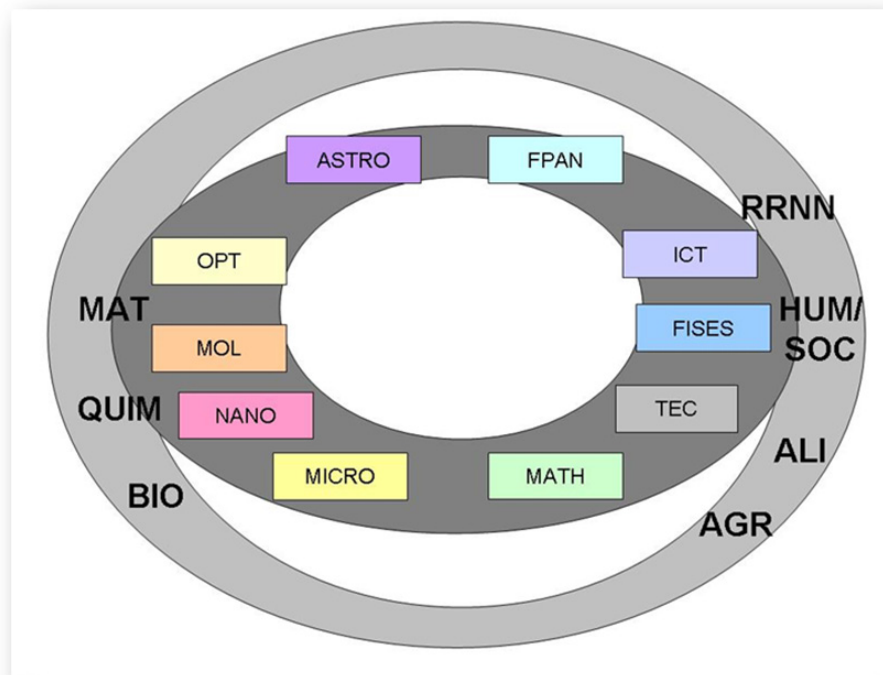 ASTRO
FPAN
RRNN
OPT
ICT
MAT
HUM/
SOC
FISES
MOL
QUIM
NANO
TEC
ALI
MICRO
MATH
BIO
AGR